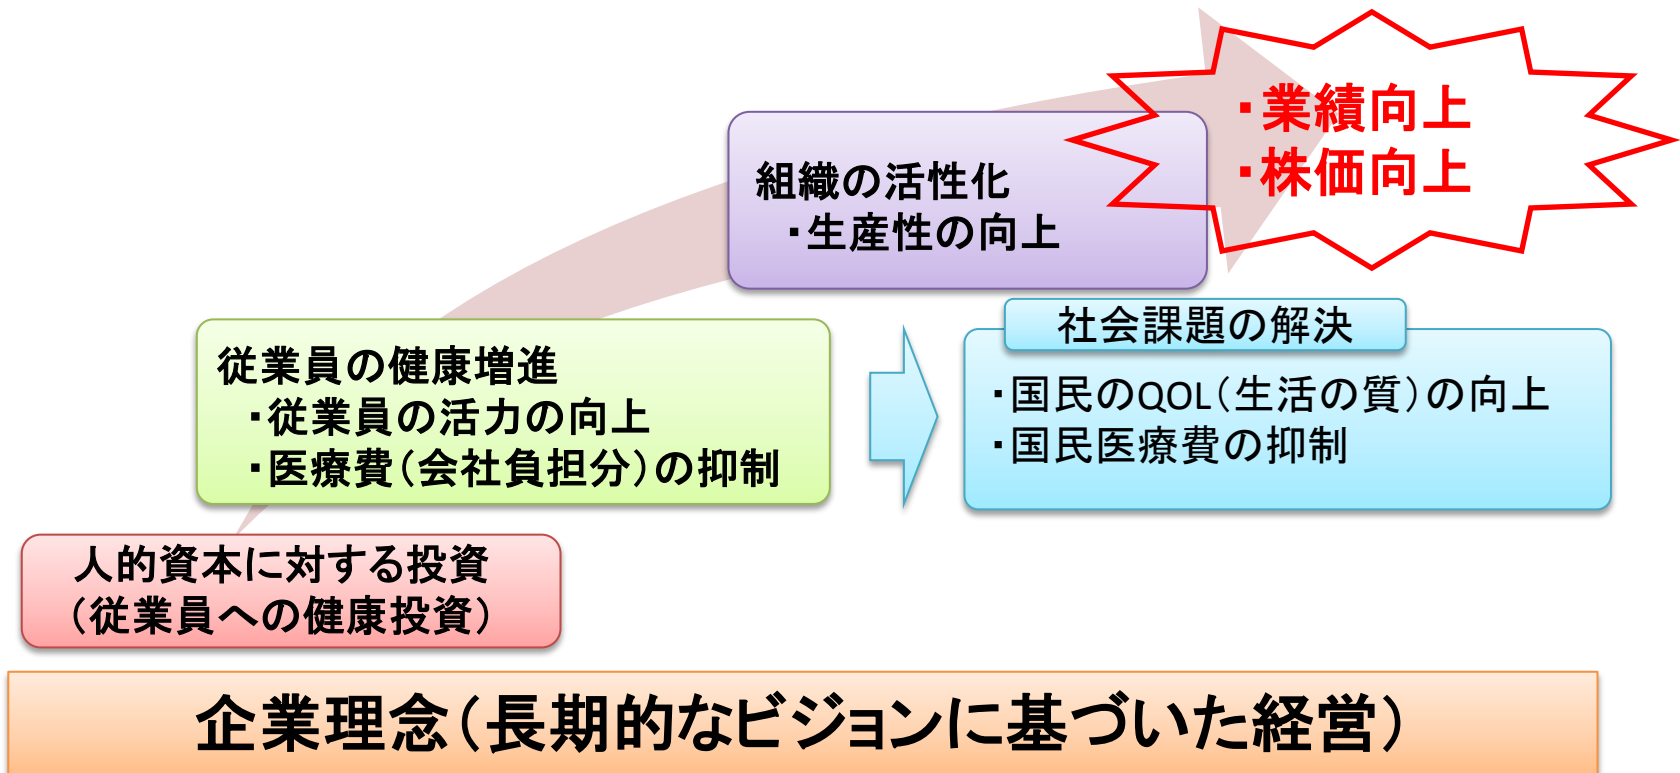 ・業績向上
・株価向上
組織の活性化
・生産性の向上
社会課題の解決
・国民のQOL（生活の質）の向上
・国民医療費の抑制
従業員の健康増進
・従業員の活力の向上
・医療費（会社負担分）の抑制
人的資本に対する投資
（従業員への健康投資）
企業理念（長期的なビジョンに基づいた経営）